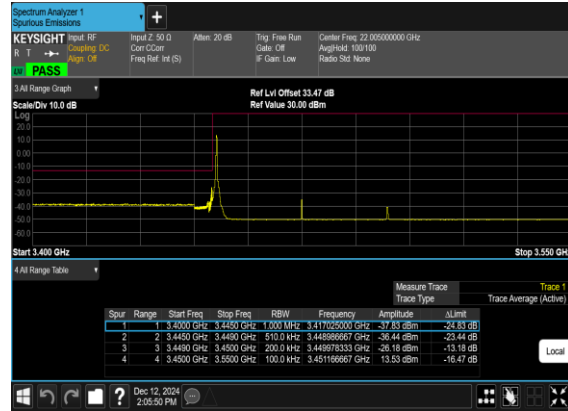 Spectrum Analyzer 1
Spurious Emissions
KEYSIGHT Input: RF Input Z: 50 Ω Atten: 20 dB Trig: Free Run Center Freq: 22.005000000 GHz
R T Coupling: DC Corr CCorr Gate: Off Avg|Hold: 100/100
Align: Off Freq Ref: Int (S) IF Gain: Low Radio Std: None
PASS
3 All Range Graph
Ref Lvl Offset 33.47 dB
Scale/Div 10.0 dB Ref Value 30.00 dBm
Log
20.0
10.0
0.00
-10.0
-20.0
-30.0
-40.0
-50.0
-60.0
Start 3.400 GHz Stop 3.550 GHz
4 All Range Table
Measure Trace Trace 1
Trace Type Trace Average (Active)
Spur Range Start Freq Stop Freq RBW Frequency Amplitude ΔLimit
1 1 3.4000 GHz 3.4450 GHz 1.000 MHz 3.417025000 GHz -37.83 dBm -24.83 dB
2 2 3.4450 GHz 3.4490 GHz 510.0 kHz 3.448986667 GHz -36.44 dBm -23.44 dB
3 3 3.4490 GHz 3.4500 GHz 200.0 kHz 3.449978333 GHz -26.18 dBm -13.18 dB
4 4 3.4500 GHz 3.5500 GHz 100.0 kHz 3.451166667 GHz 13.53 dBm -16.47 dB
Local
Dec 12, 2024
2:05:50 PM